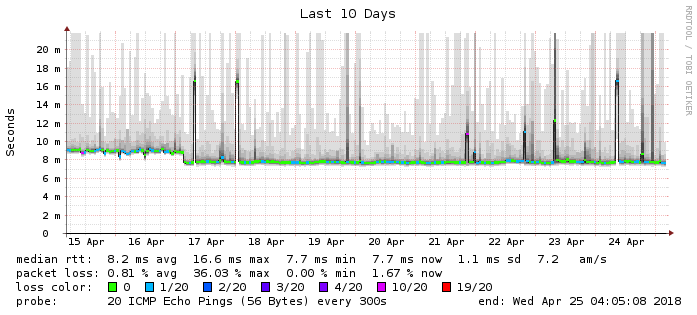 Last 10 Days
RRDTOOL / TOBI OETIKER
Seconds
20 m
18 m
16 m
14 m
12 m
10 m
8 m
6 m
4 m
2 m
0
15 Apr 16 Apr 17 Apr 18 Apr 19 Apr 20 Apr 21 Apr 22 Apr 23 Apr 24 Apr
median rtt: 8.2 ms avg 16.6 ms max 7.7 ms min 7.7 ms now 1.1 ms sd 7.2 am/s
packet loss: 0.81 % avg 36.03 % max 0.00 % min 1.67 % now
loss color: 0 1/20 2/20 3/20 4/20 10/20 19/20
probe: 20 ICMP Echo Pings (56 Bytes) every 300s end: Wed Apr 25 04:05:08 2018